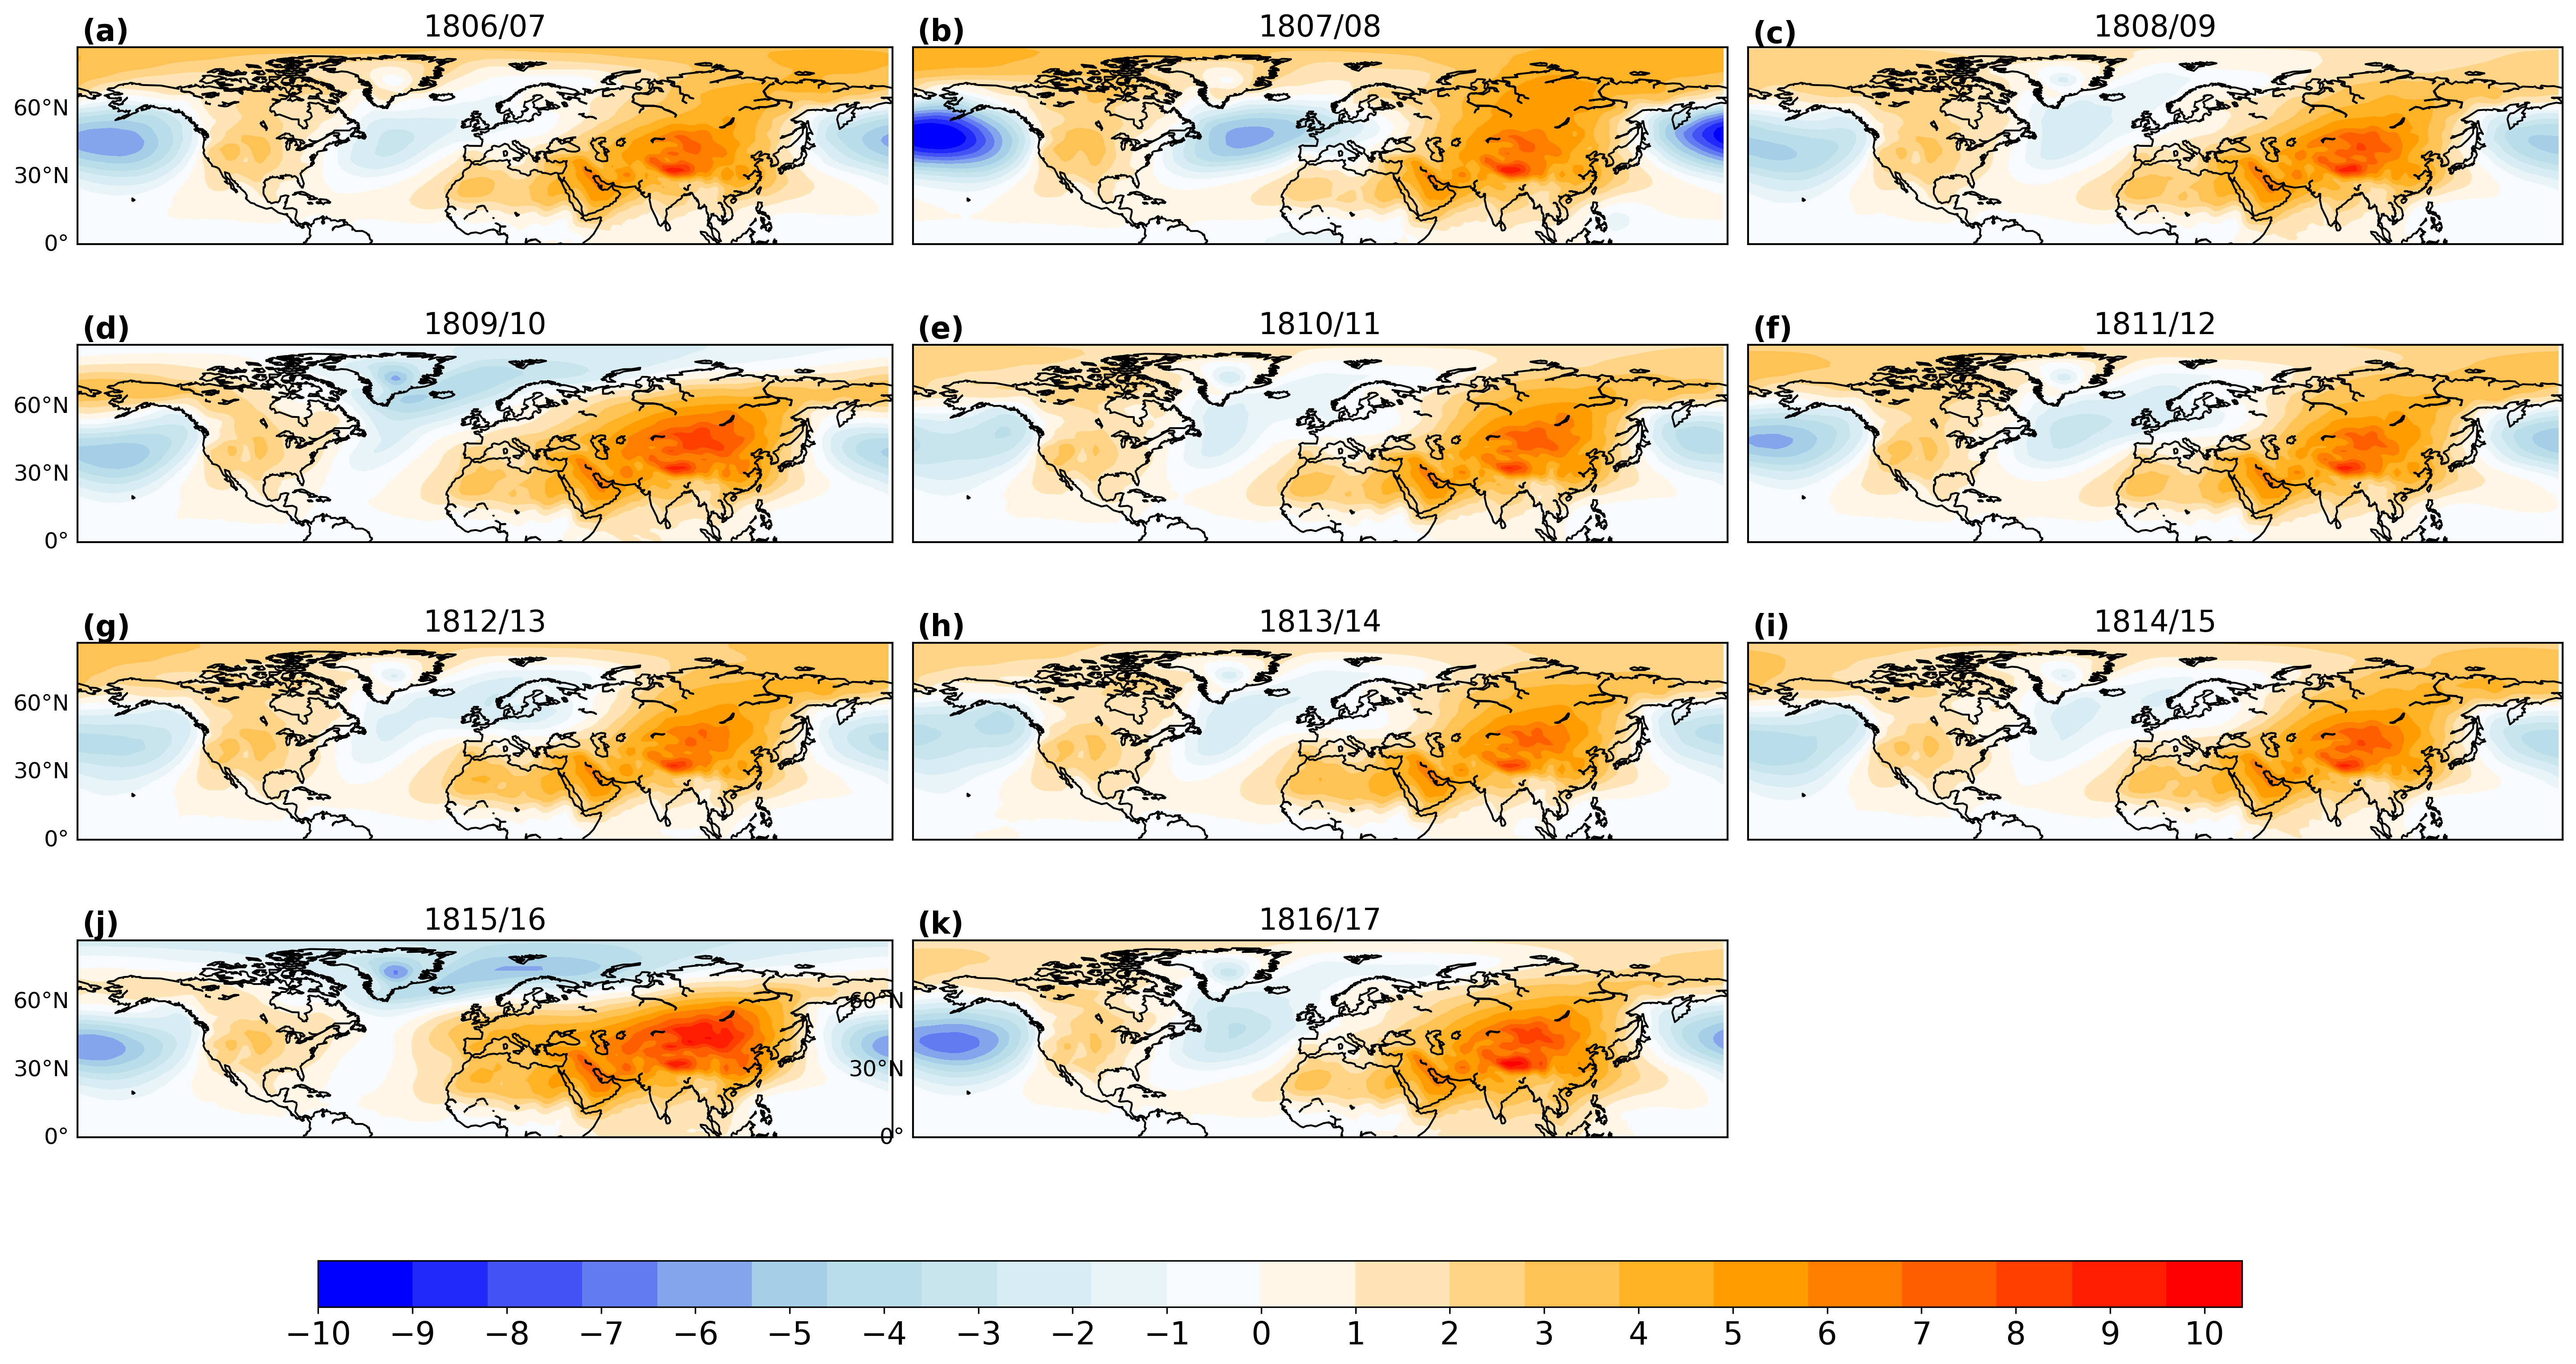 (a) 1806/07 (b) 1807/08 (c) 1808/09
60°N
30°N
0°
(d) 1809/10 (e) 1810/11 (f) 1811/12
60°N
30°N
0°
(g) 1812/13 (h) 1813/14 (i) 1814/15
60°N
30°N
0°
(j) 1815/16 (k) 1816/17
60°N 60°N
30°N 30°N
0° 0°
−10 −9 −8 −7 −6 −5 −4 −3 −2 −1 0 1 2 3 4 5 6 7 8 9 10